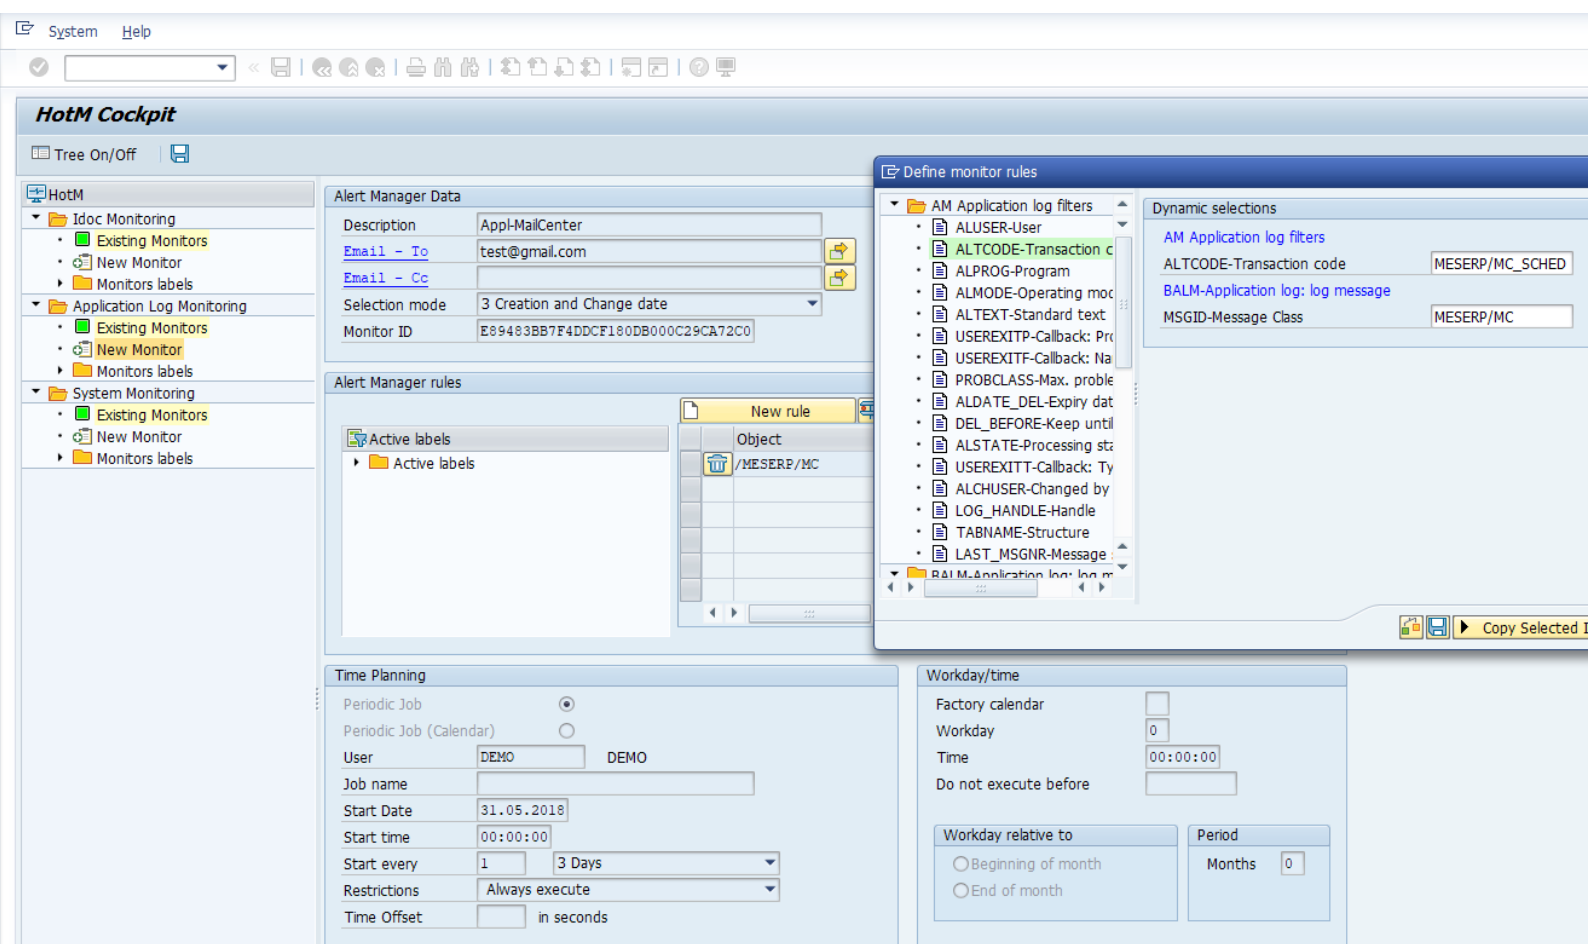 System Help
HotM Cockpit
Tree On/Off
HotM
Idoc Monitoring
Existing Monitors
New Monitor
Monitors labels
Application Log Monitoring
Existing Monitors
New Monitor
Monitors labels
System Monitoring
Existing Monitors
New Monitor
Monitors labels
Alert Manager Data
Description Appl-MailCenter
Email - To test@gmail.com
Email - Cc
Selection mode 3 Creation and Change date
Monitor ID E89483BB7F4DDCF180DB000C29CA72C0
Alert Manager rules
New rule
Active labels
Active labels
Object
/MESERP/MC
Define monitor rules
AM Application log filters
ALUSER-User
ALTCODE-Transaction c
ALPROG-Program
ALMODE-Operating moc
ALTEXT-Standard text
USEREXITP-Callback: Pro
USEREXITF-Callback: Na
PROBCLASS-Max. proble
ALDATE_DEL-Expiry dat
DEL_BEFORE-Keep until
ALSTATE-Processing sta
USEREXITT-Callback: Ty
ALCHUSER-Changed by
LOG_HANDLE-Handle
TABNAME-Structure
LAST_MSGNR-Message
BALM-Application log: log m
Dynamic selections
AM Application log filters
ALTCODE-Transaction code MESERP/MC_SCHED
BALM-Application log: log message
MSGID-Message Class MESERP/MC
Copy Selected I
Time Planning
Periodic Job
Periodic Job (Calendar)
User DEMO DEMO
Job name
Start Date 31.05.2018
Start time 00:00:00
Start every 1 3 Days
Restrictions Always execute
Time Offset in seconds
Workday/time
Factory calendar
Workday 0
Time 00:00:00
Do not execute before
Workday relative to
Beginning of month
End of month
Period
Months 0